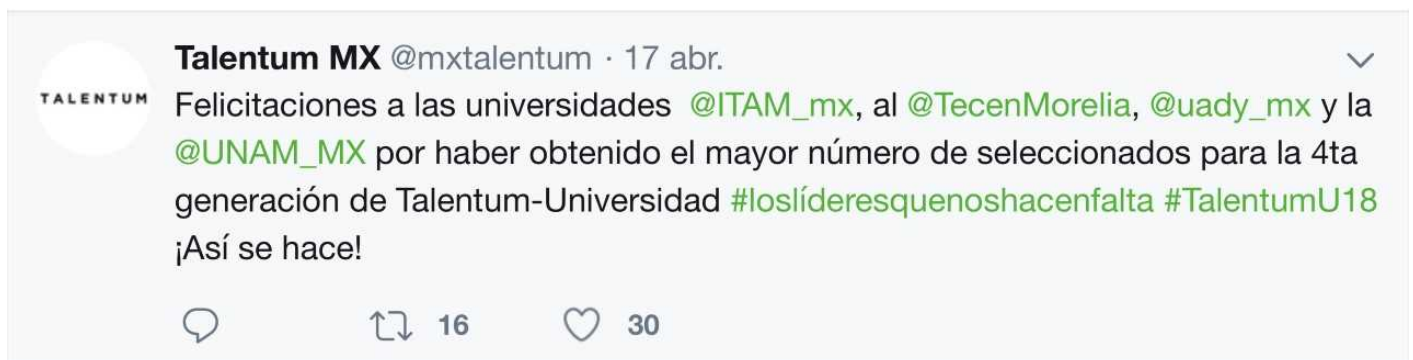 Talentum MX @mxtalentum · 17 abr.
TALENTUM
Felicitaciones a las universidades @ITAM_mx, al @TecenMorelia, @uady_mx y la
@UNAM_MX por haber obtenido el mayor número de seleccionados para la 4ta
generación de Talentum-Universidad #loslíderesquenoshacenfalta #TalentumU18
¡Así se hace!
16 30